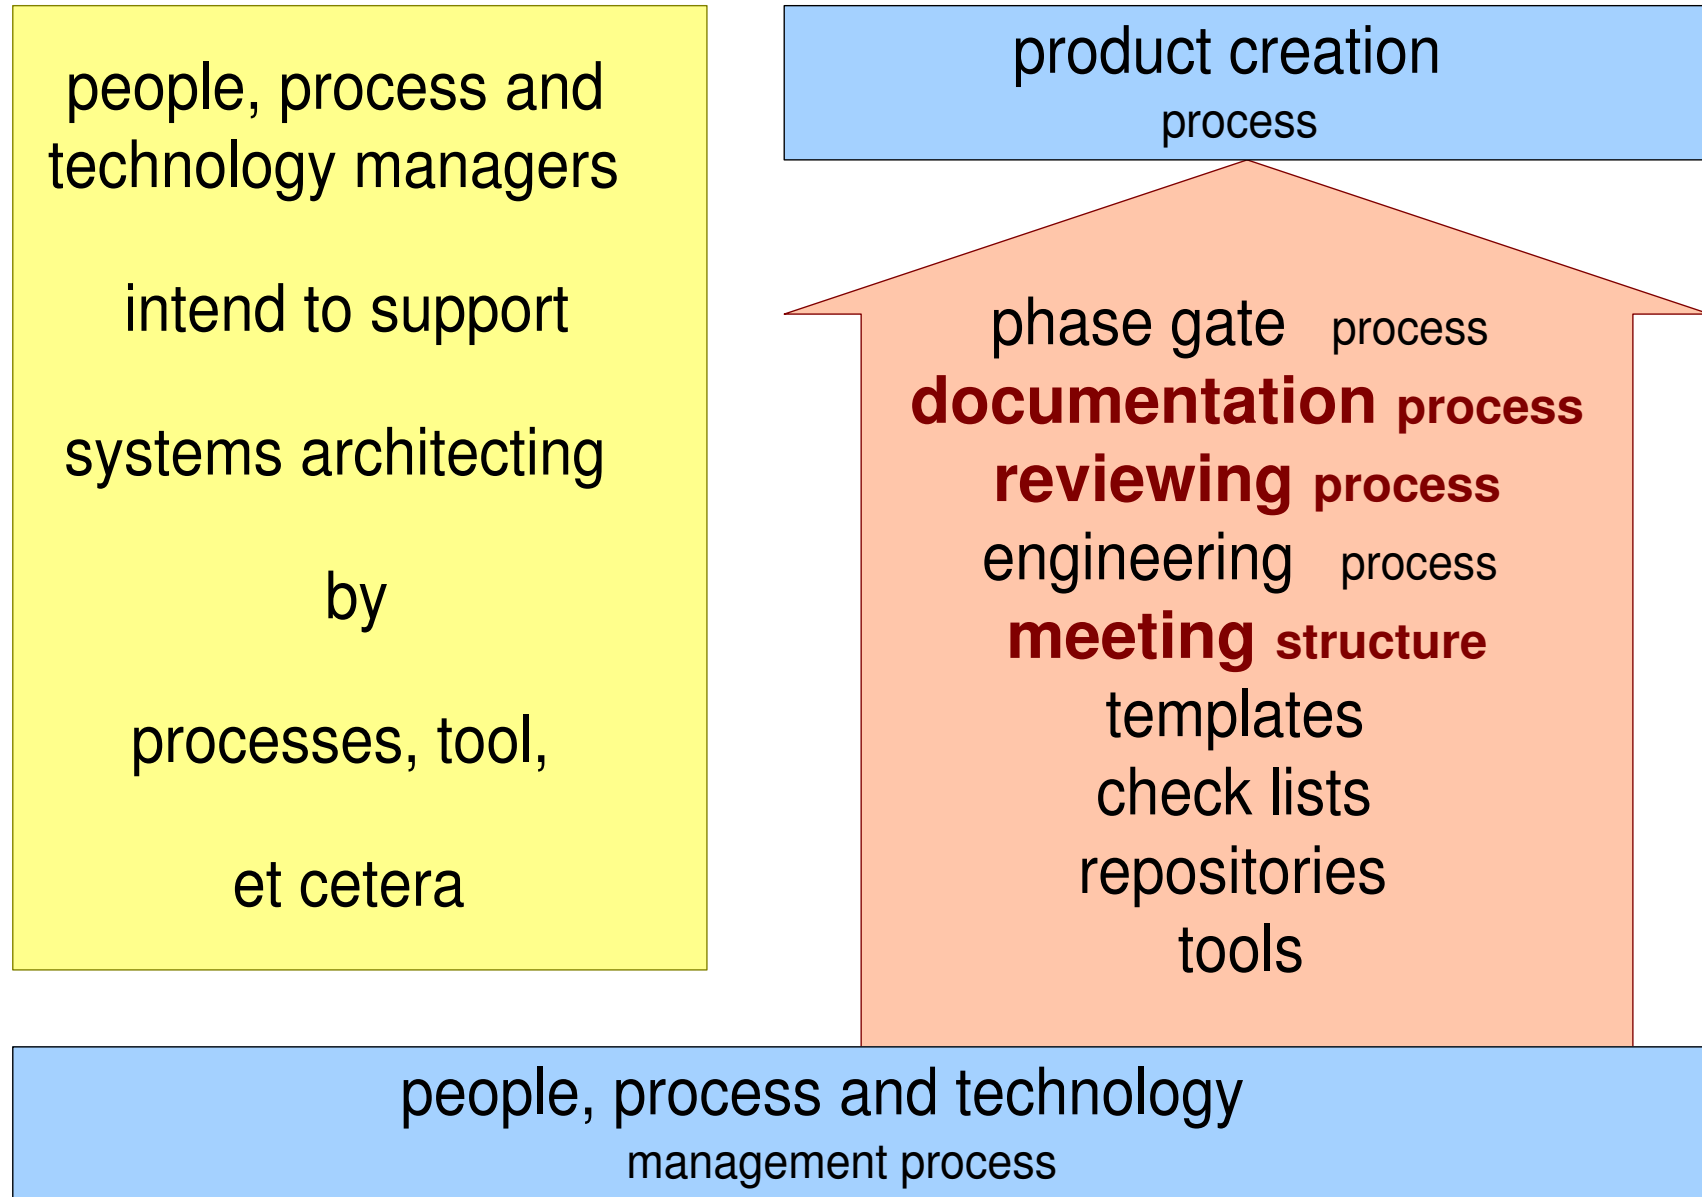 people, process and
technology managers
intend to support
systems architecting
by
processes, tool,
et cetera
product creation
process
phase gate process
documentation process
reviewing process
engineering process
meeting structure
templates
check lists
repositories
tools
people, process and technology
management process